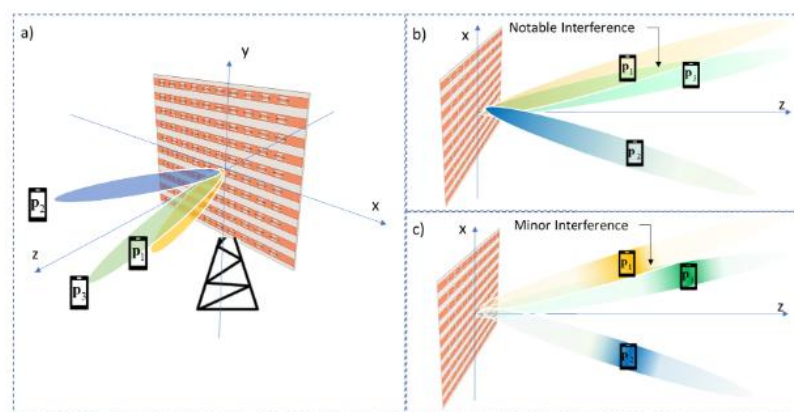 a)
y
x
z
p₂
p₁
p₃
b)
x
Notable Interference
p₁
p₃
z
p₂
c)
x
Minor Interference
p₁
p₃
z
p₂